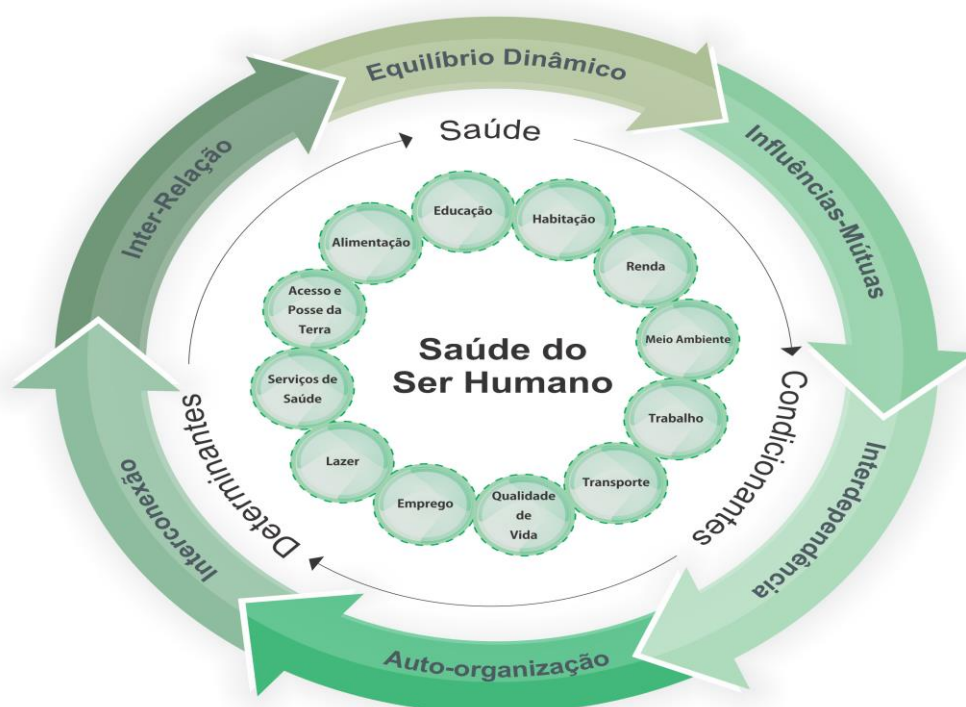 Equilíbrio Dinâmico
Influências-Mútuas
Interdependência
Auto-organização
Interconexão
Inter-Relação
Saúde
Condicionantes
Determinantes
Educação
Habitação
Renda
Meio Ambiente
Trabalho
Transporte
Qualidade
de
Vida
Emprego
Lazer
Serviços de
Saúde
Acesso e
Posse da
Terra
Alimentação
Saúde do
Ser Humano